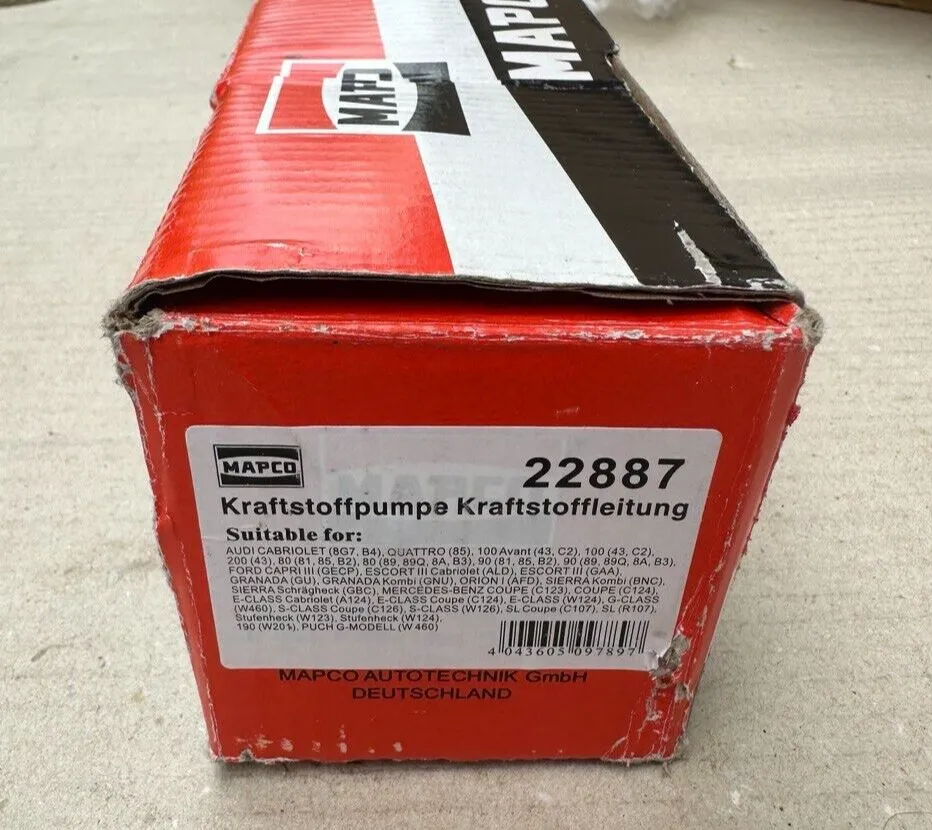 MAPCO
MAPCO
MAPCO
22887
Kraftstoffpumpe Kraftstoffleitung
Suitable for:
AUDI CABRIOLET (8G7, B4), QUATTRO (85), 100 Avant (43, C2), 100 (43, C2),
200 (43), 80 (81, 85, B2), 80 (89, 89Q, 8A, B3), 90 (81, 85, B2), 90 (89, 89Q, 8A, B3),
FORD CAPRI III (GECP), ESCORT III Cabriolet (ALD), ESCORT III (GAA),
GRANADA (GU), GRANADA Kombi (GNU), ORION I (AFD), SIERRA Kombi (BNC),
SIERRA Schrägheck (GBC), MERCEDES-BENZ COUPE (C123), COUPE (C124),
E-CLASS Cabriolet (A124), E-CLASS Coupe (C124), E-CLASS (W124), G-CLASS
(W460), S-CLASS Coupe (C126), S-CLASS (W126), SL Coupe (C107), SL (R107),
Stufenheck (W123), Stufenheck (W124),
190 (W201), PUCH G-MODELL (W 460)
4 043605 097897
MAPCO AUTOTECHNIK GmbH
DEUTSCHLAND